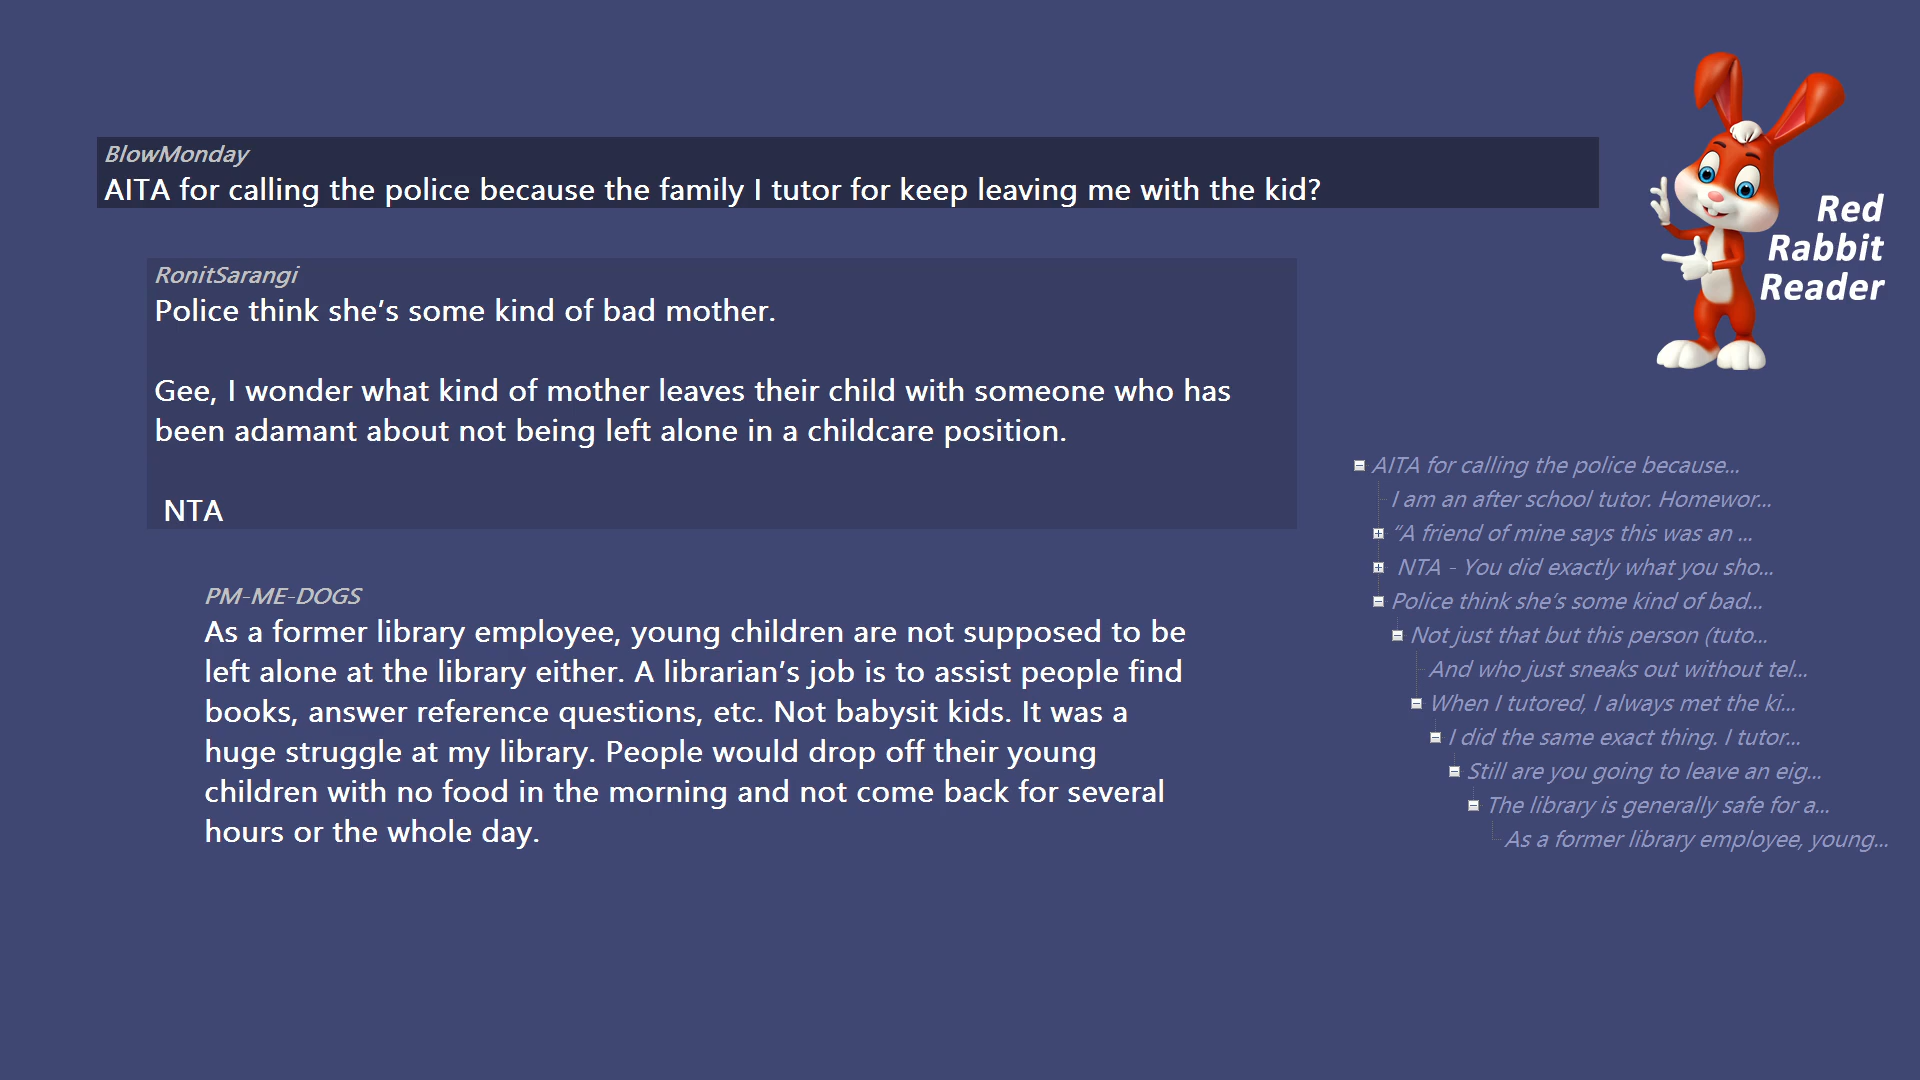 BlowMonday
AITA for calling the police because the family I tutor for keep leaving me with the kid?
Red
Rabbit
Reader
RonitSarangi
Police think she’s some kind of bad mother.
Gee, I wonder what kind of mother leaves their child with someone who has
been adamant about not being left alone in a childcare position.
NTA
PM-ME-DOGS
As a former library employee, young children are not supposed to be
left alone at the library either. A librarian’s job is to assist people find
books, answer reference questions, etc. Not babysit kids. It was a
huge struggle at my library. People would drop off their young
children with no food in the morning and not come back for several
hours or the whole day.
AITA for calling the police because...
I am an after school tutor. Homewor...
“A friend of mine says this was an ...
NTA - You did exactly what you sho...
Police think she’s some kind of bad...
Not just that but this person (tuto...
And who just sneaks out without tel...
When I tutored, I always met the ki...
I did the same exact thing. I tutor...
Still are you going to leave an eig...
The library is generally safe for a...
As a former library employee, young...